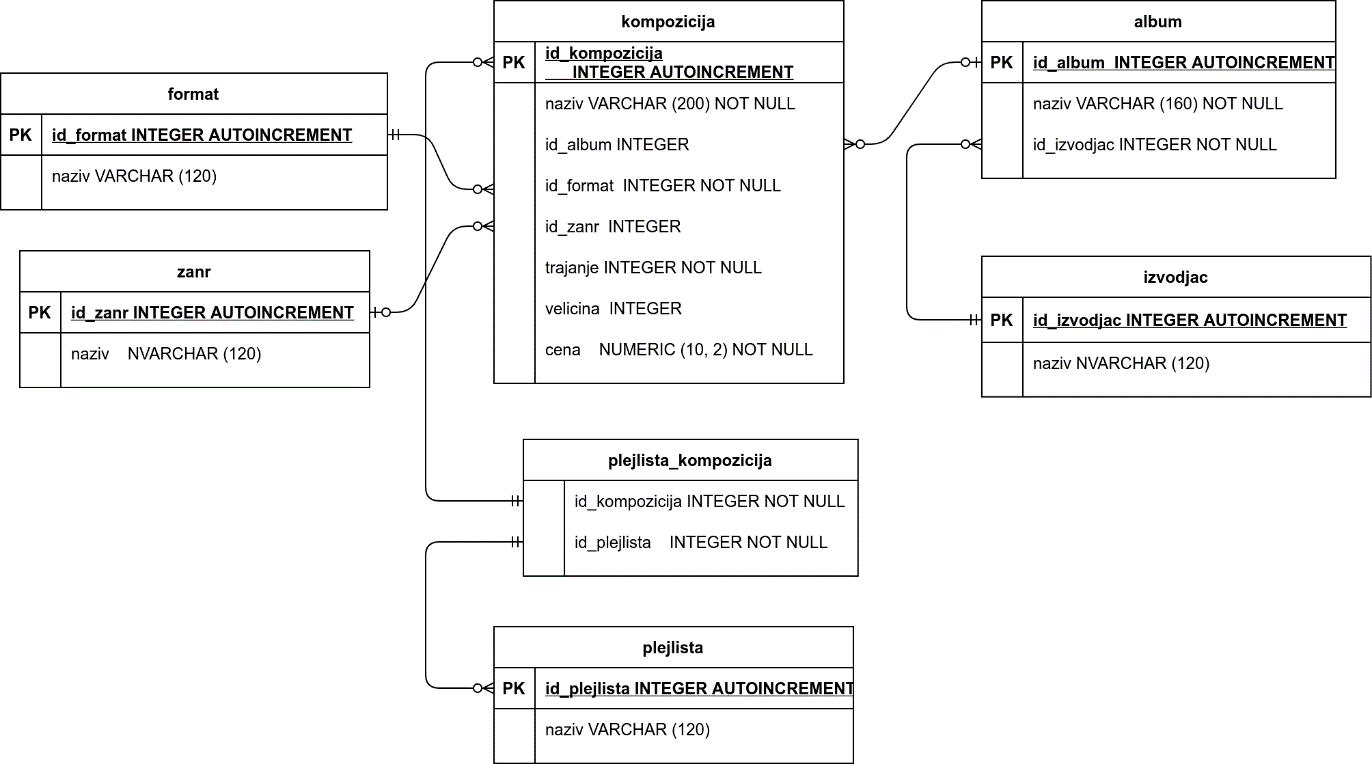 format
PK id_format INTEGER AUTOINCREMENT
naziv VARCHAR (120)
zanr
PK id_zanr INTEGER AUTOINCREMENT
naziv NVARCHAR (120)
kompozicija
PK id_kompozicija
INTEGER AUTOINCREMENT
naziv VARCHAR (200) NOT NULL
id_album INTEGER
id_format INTEGER NOT NULL
id_zanr INTEGER
trajanje INTEGER NOT NULL
velicina INTEGER
cena NUMERIC (10, 2) NOT NULL
album
PK id_album INTEGER AUTOINCREMENT
naziv VARCHAR (160) NOT NULL
id_izvodjac INTEGER NOT NULL
izvodjac
PK id_izvodjac INTEGER AUTOINCREMENT
naziv NVARCHAR (120)
plejlista_kompozicija
id_kompozicija INTEGER NOT NULL
id_plejlista INTEGER NOT NULL
plejlista
PK id_plejlista INTEGER AUTOINCREMENT
naziv VARCHAR (120)